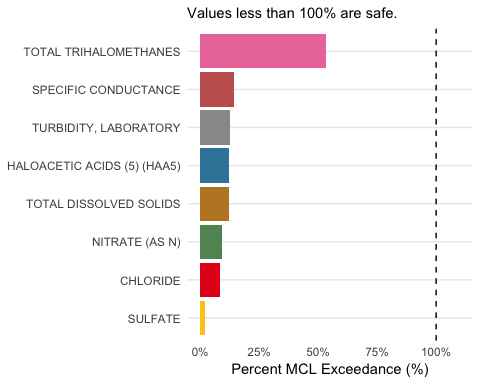 Values less than 100% are safe.
TOTAL TRIHALOMETHANES
SPECIFIC CONDUCTANCE
TURBIDITY, LABORATORY
HALOACETIC ACIDS (5) (HAA5)
TOTAL DISSOLVED SOLIDS
NITRATE (AS N)
CHLORIDE
SULFATE
0% 25% 50% 75% 100%
Percent MCL Exceedance (%)